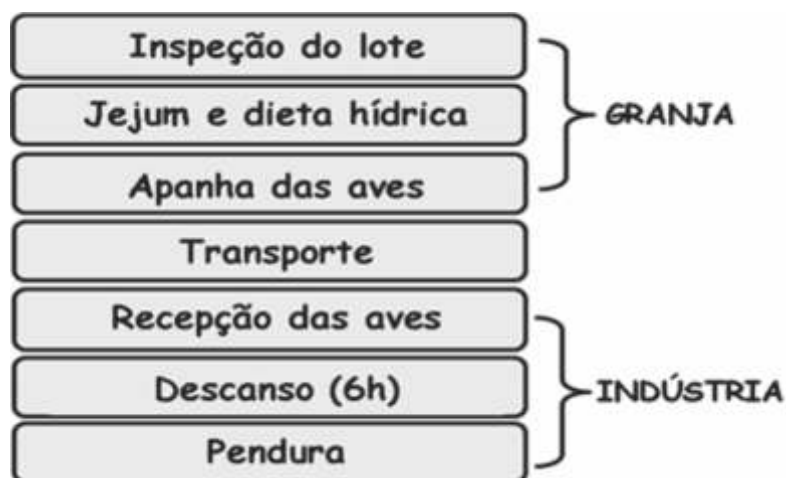 Inspeção do lote
Jejum e dieta hídrica
GRANJA
Apanha das aves
Transporte
Recepção das aves
Descanso (6h)
INDÚSTRIA
Pendura